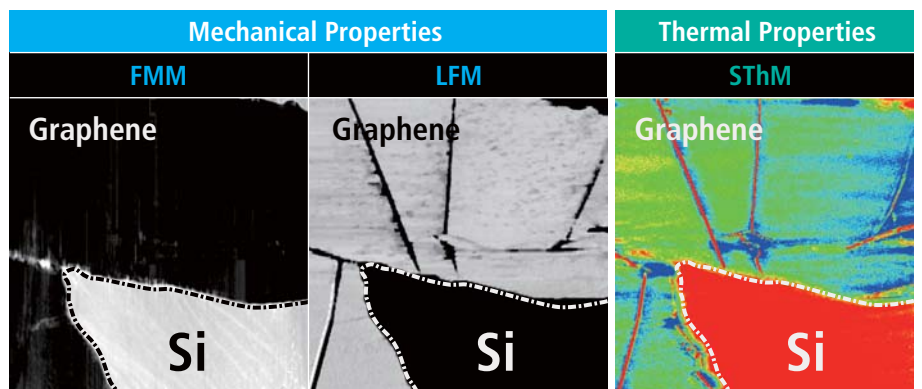 Mechanical Properties
Thermal Properties
FMM
LFM
SThM
Graphene
Graphene
Graphene
Si
Si
Si